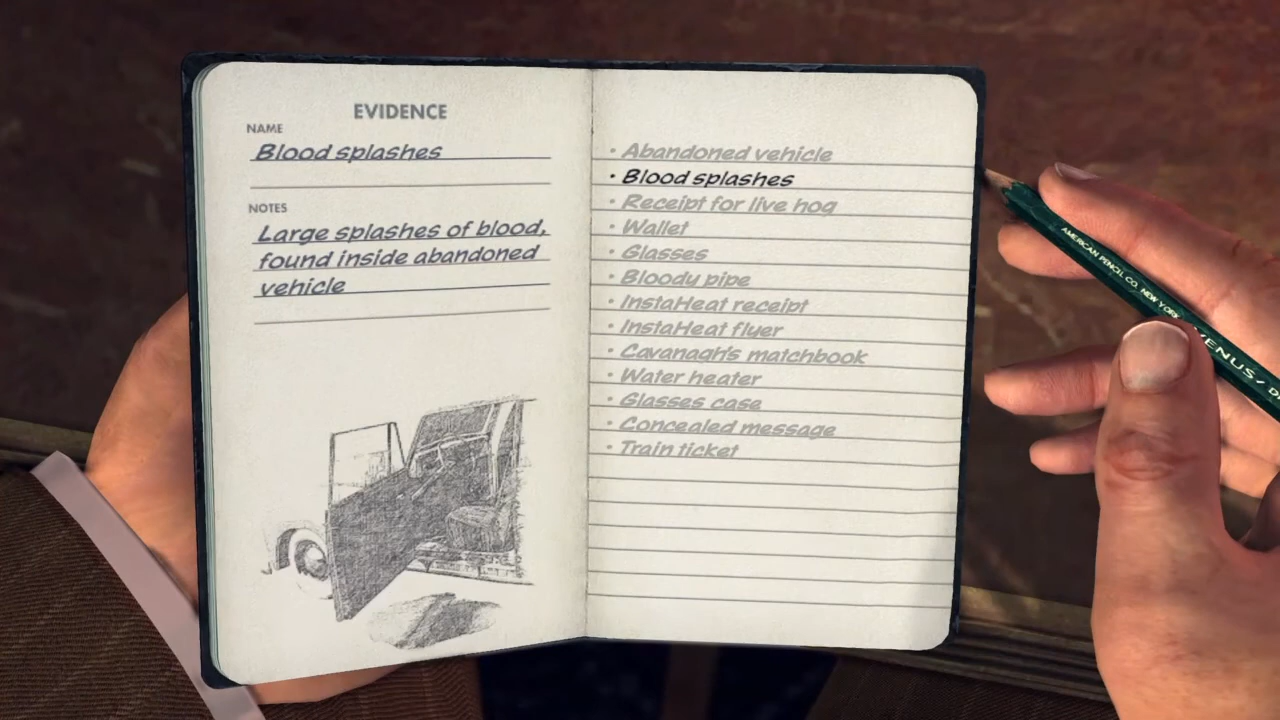 EVIDENCE
NAME
Blood splashes
NOTES
Large splashes of blood,
found inside abandoned
vehicle
• Abandoned vehicle
• Blood splashes
• Receipt for live hog
• Wallet
• Glasses
• Bloody pipe
• InstaHeat receipt
• InstaHeat flyer
• Cavanagh's matchbook
• Water heater
• Glasses case
• Concealed message
• Train ticket
AMERICAN PENCIL CO. NEW YORK
VENUS